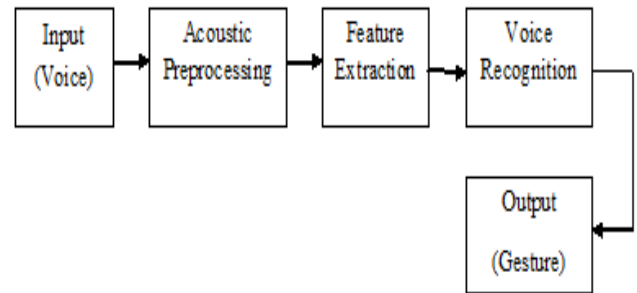 Input
(Voice)
Acoustic
Preprocessing
Feature
Extraction
Voice
Recognition
Output
(Gesture)